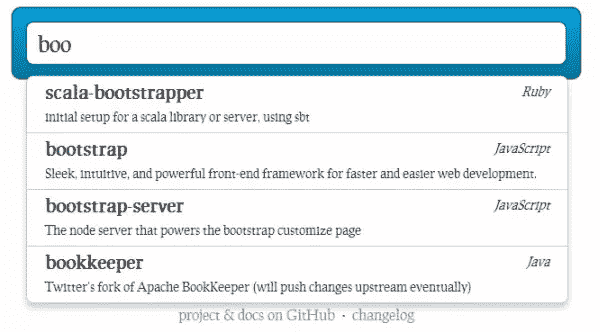 boo
scala-bootstrapper Ruby
initial setup for a scala library or server, using sbt
bootstrap JavaScript
Sleek, intuitive, and powerful front-end framework for faster and easier web development.
bootstrap-server JavaScript
The node server that powers the bootstrap customize page
bookkeeper Java
Twitter's fork of Apache BookKeeper (will push changes upstream eventually)
project & docs on GitHub · changelog